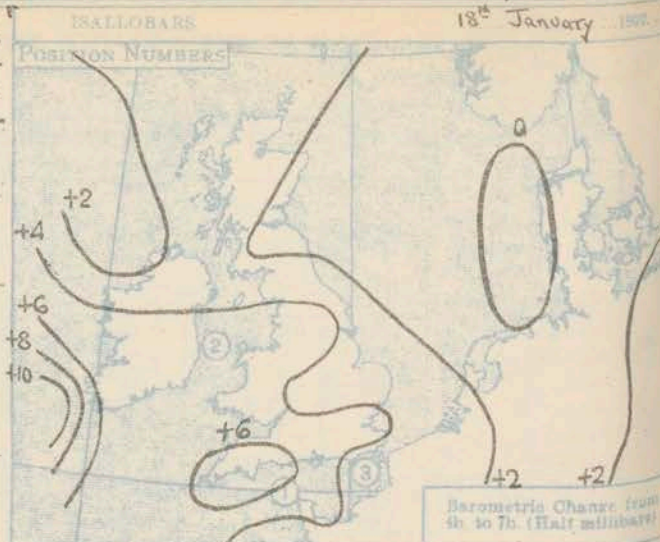 ISALLOBARS
18th January
POSITION NUMBERS
0
+2
+4
+6
+8
+10
2
+6
3
1
+2
+2
Barometric Change (from
to 7h. (Half millibars)